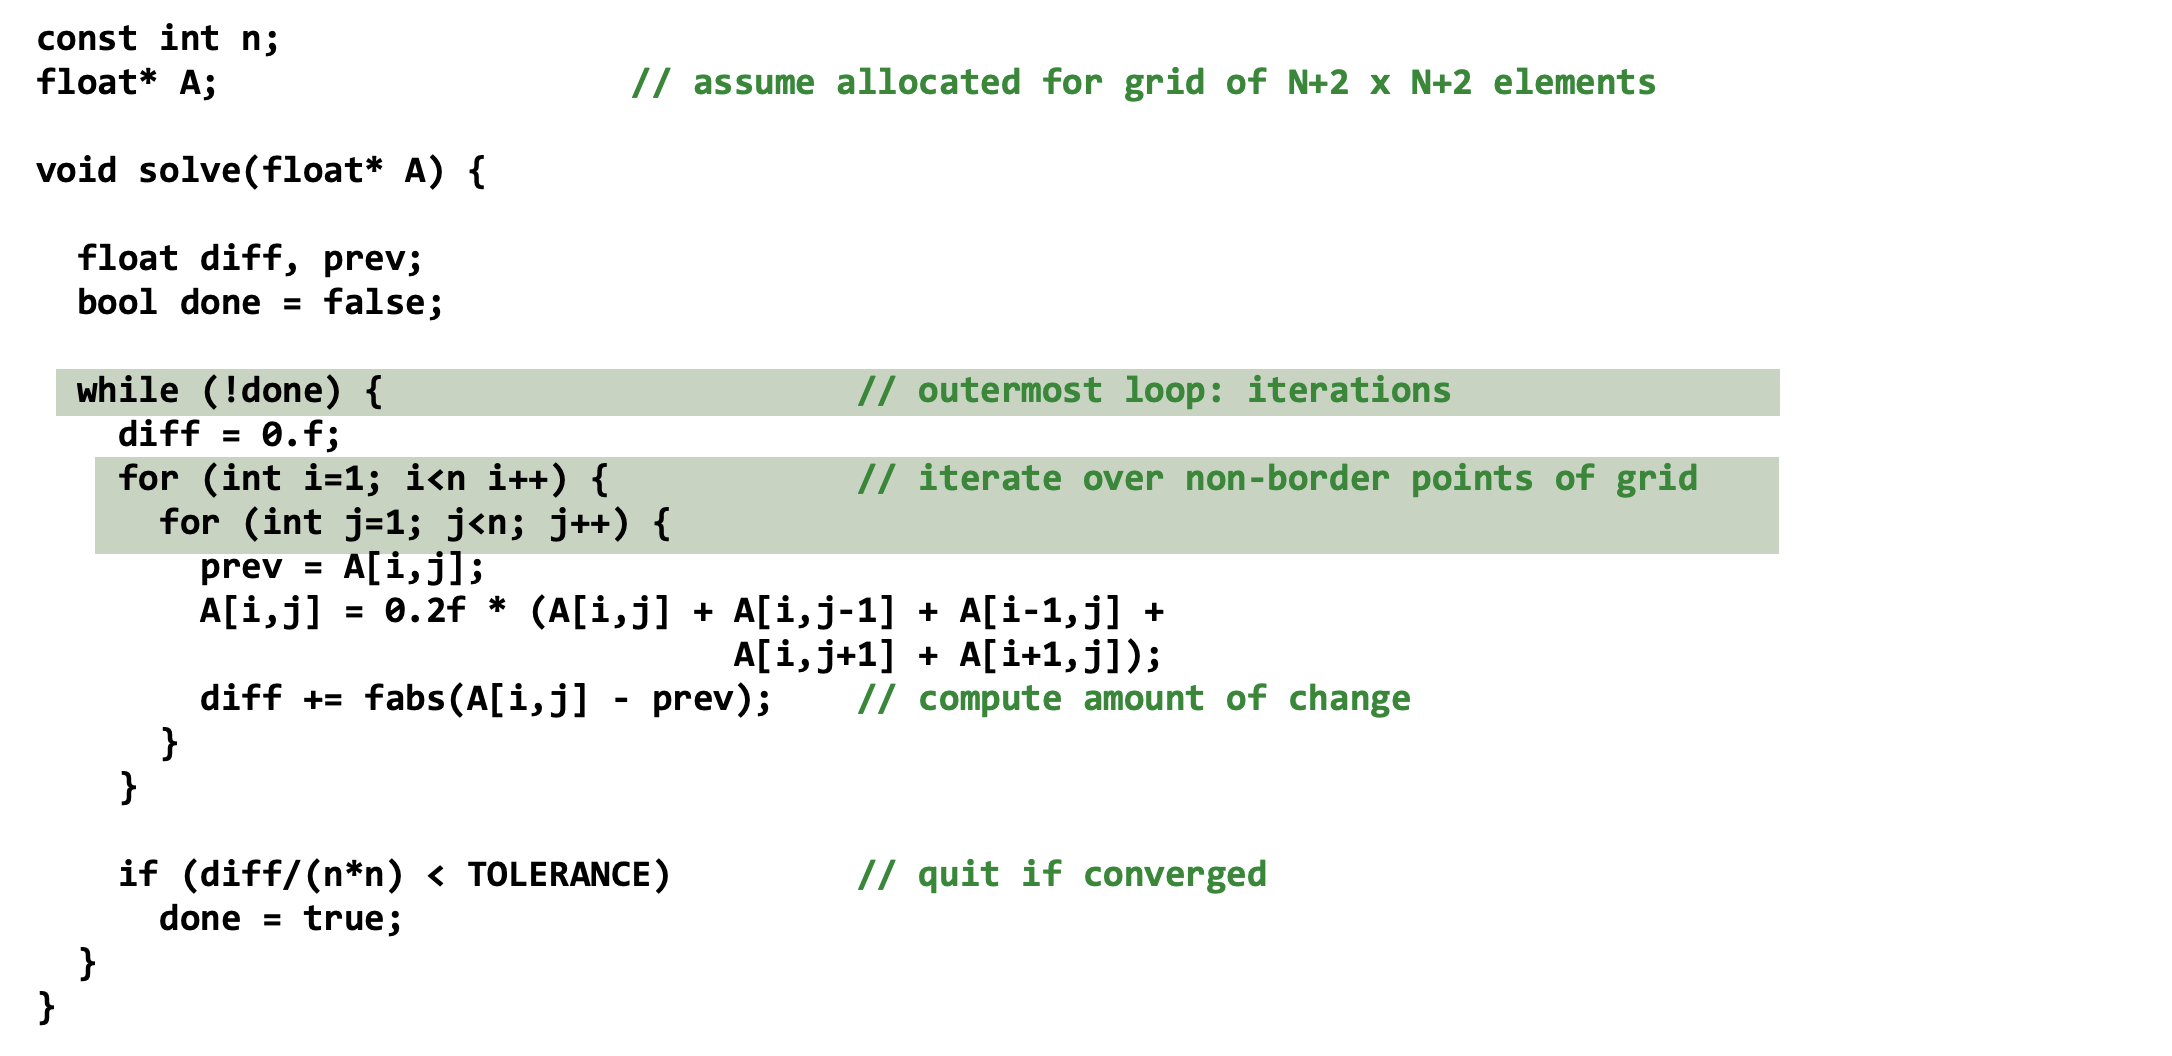 const int n;
float* A; // assume allocated for grid of N+2 x N+2 elements
void solve(float* A) {
float diff, prev;
bool done = false;
while (!done) { // outermost loop: iterations
diff = 0.f;
for (int i=1; i<n i++) { // iterate over non-border points of grid
for (int j=1; j<n; j++) {
prev = A[i,j];
A[i,j] = 0.2f * (A[i,j] + A[i,j-1] + A[i-1,j] +
A[i,j+1] + A[i+1,j]);
diff += fabs(A[i,j] - prev); // compute amount of change
}
}
if (diff/(n*n) < TOLERANCE) // quit if converged
done = true;
}
}